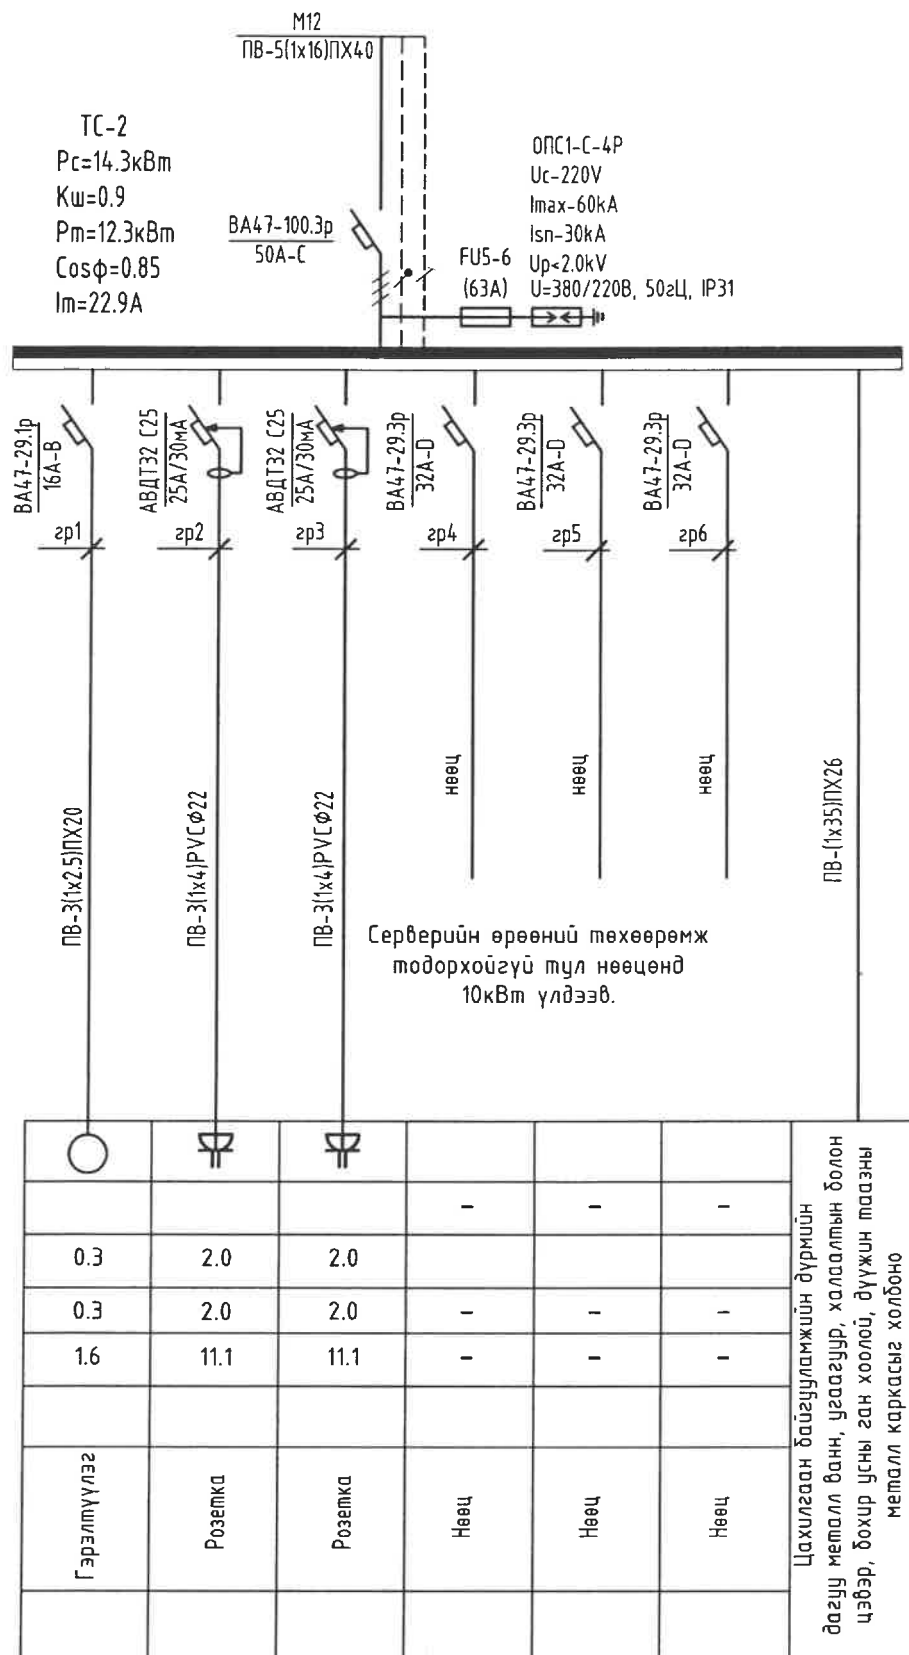 М12
ПВ-5(1х16)ПХ40
ТС-2
Рс=14.3кВт
Кш=0.9
Рт=12.3кВт
Cosφ=0.85
Iт=22.9А
ВА47-100.3р
50А-С
ОПС1-С-4Р
Uc-220V
Imax-60kA
Isn-30kA
Up<2.0kV
U=380/220В, 50гЦ, IP31
FU5-6
(63А)
ВА47-29.1р
16А-В
АВДТ32 С25
25А/30мА
АВДТ32 С25
25А/30мА
ВА47-29.3р
32А-D
ВА47-29.3р
32А-D
ВА47-29.3р
32А-D
гр1
гр2
гр3
гр4
гр5
гр6
ПВ-3(1х2.5)ПХ20
ПВ-3(1х4)PVCФ22
ПВ-3(1х4)PVCФ22
нөөц
нөөц
нөөц
ПВ-(1х35)ПХ26
Серверийн өрөөний төхөөрөмж
тодорхойгүй тул нөөцөнд
10кВт үлдээв.
- - -
0.3 2.0 2.0
0.3 2.0 2.0 - - -
1.6 11.1 11.1 - - -
Гэрэлтүүлэг
Розетка
Розетка
Нөөц
Нөөц
Нөөц
Цахилгаан байгууламжийн дүрмийн
дагуу металл ванн, угаагуур, халаалтын болон
цэвэр, бохир усны ган хоолой, дүүжин таазны
металл каркасыг холбоно